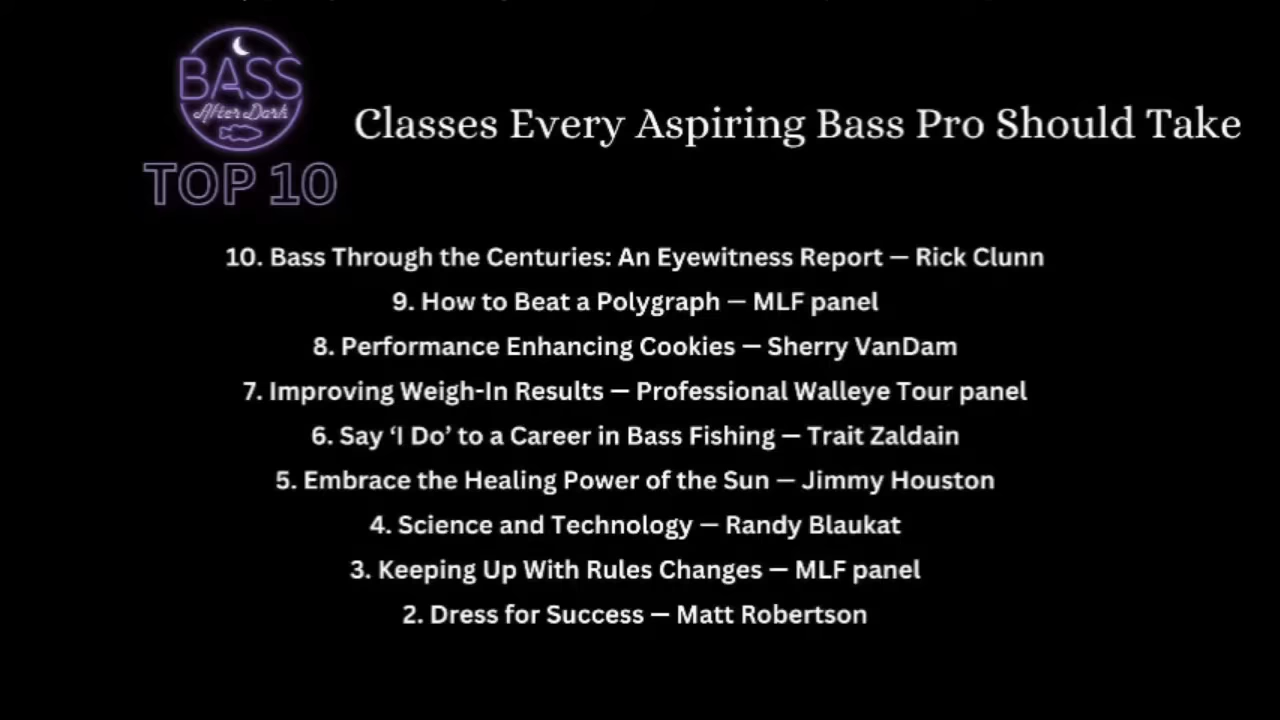 BASS
After Dark
TOP 10
Classes Every Aspiring Bass Pro Should Take
10. Bass Through the Centuries: An Eyewitness Report — Rick Clunn
9. How to Beat a Polygraph — MLF panel
8. Performance Enhancing Cookies — Sherry VanDam
7. Improving Weigh-In Results — Professional Walleye Tour panel
6. Say ‘I Do’ to a Career in Bass Fishing — Trait Zaldain
5. Embrace the Healing Power of the Sun — Jimmy Houston
4. Science and Technology — Randy Blaukat
3. Keeping Up With Rules Changes — MLF panel
2. Dress for Success — Matt Robertson